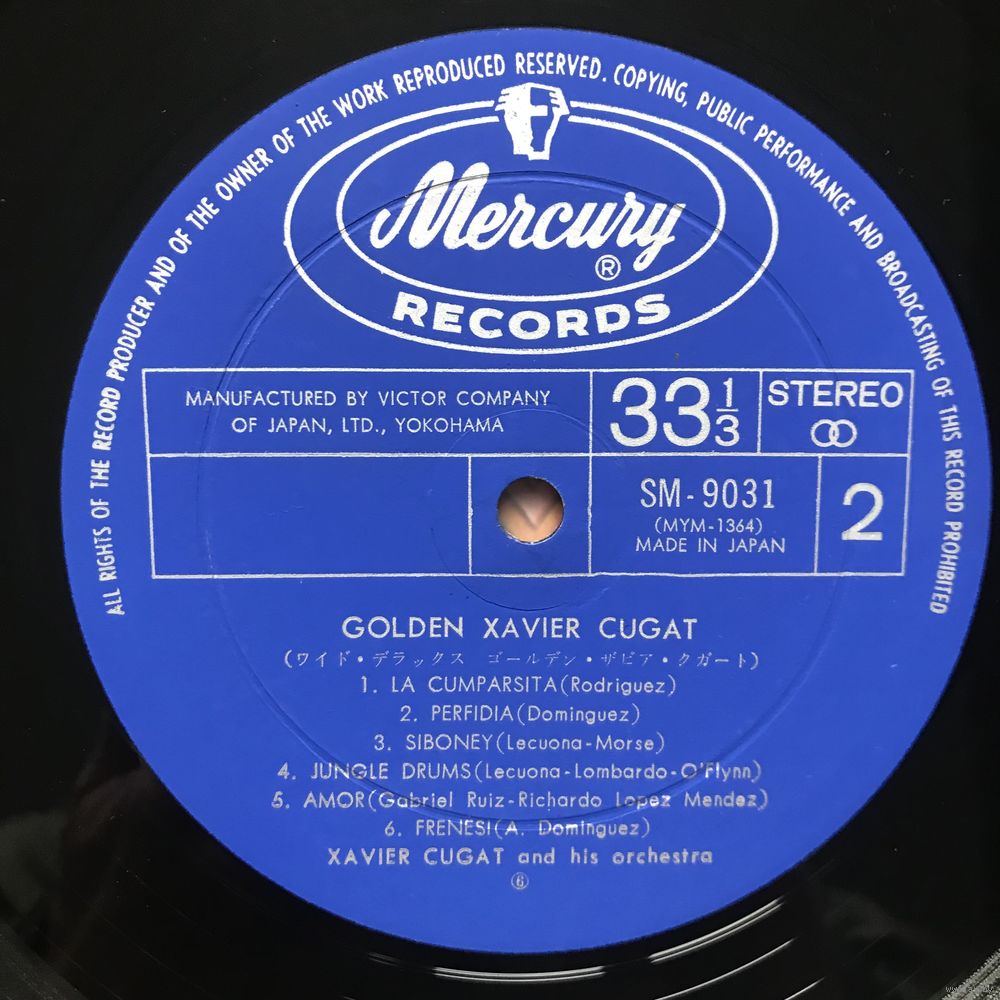 ALL RIGHTS OF THE RECORD PRODUCER AND OF THE OWNER OF THE WORK REPRODUCED RESERVED. COPYING, PUBLIC PERFORMANCE AND BROADCASTING OF THIS RECORD PROHIBITED
Mercury
®
RECORDS
MANUFACTURED BY VICTOR COMPANY
OF JAPAN, LTD., YOKOHAMA
33 1/3
STEREO
SM-9031
(MYM-1364)
MADE IN JAPAN
2
GOLDEN XAVIER CUGAT
(ワイド・デラックス ゴールデン・ザビア・クガート)
1. LA CUMPARSITA(Rodriguez)
2. PERFIDIA(Dominguez)
3. SIBONEY(Lecuona-Morse)
4. JUNGLE DRUMS(Lecuona-Lombardo-O'Flynn)
5. AMOR(Gabriel Ruiz-Richardo Lopez Mendez)
6. FRENESI(A. Dominguez)
XAVIER CUGAT and his orchestra
⑥